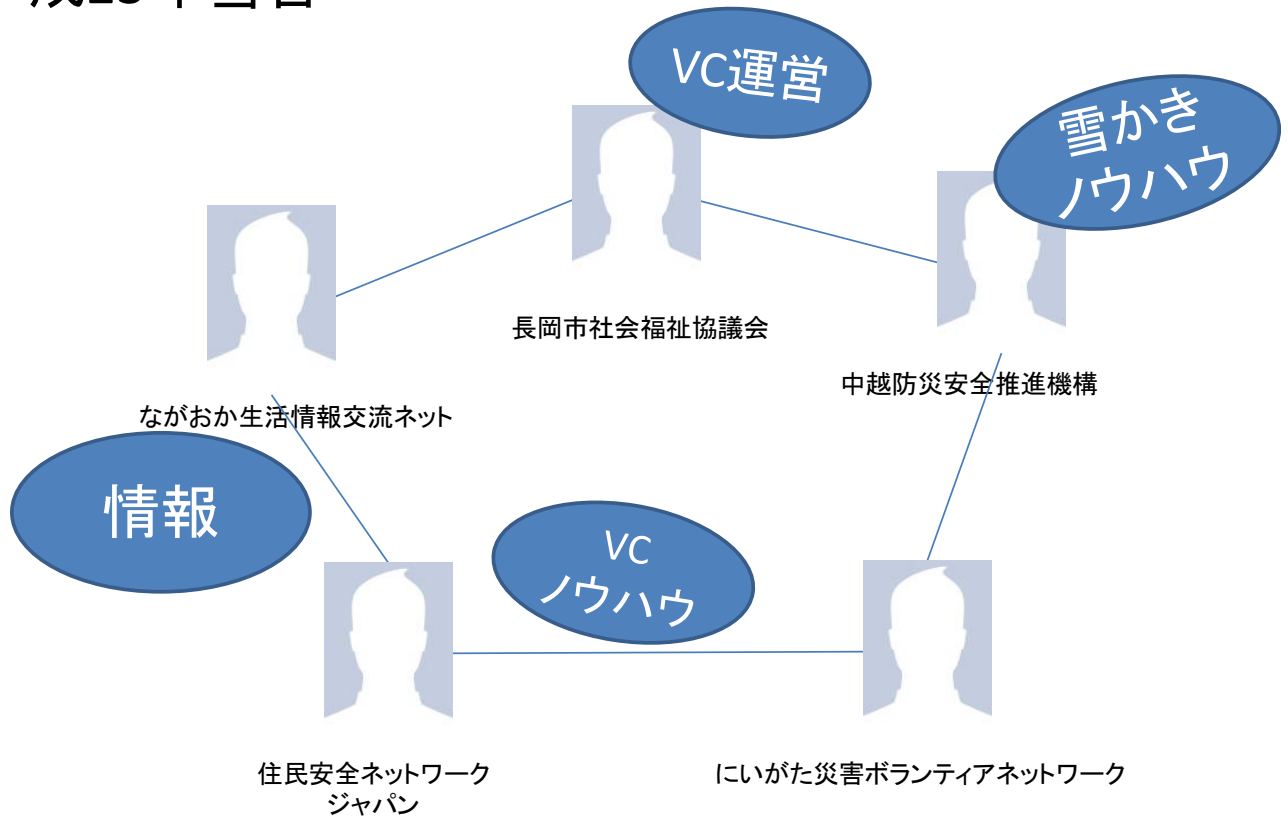 VC運営
雪かき
ノウハウ
長岡市社会福祉協議会
中越防災安全推進機構
ながおか生活情報交流ネット
情報
VC
ノウハウ
住民安全ネットワーク
ジャパン
にいがた災害ボランティアネットワーク